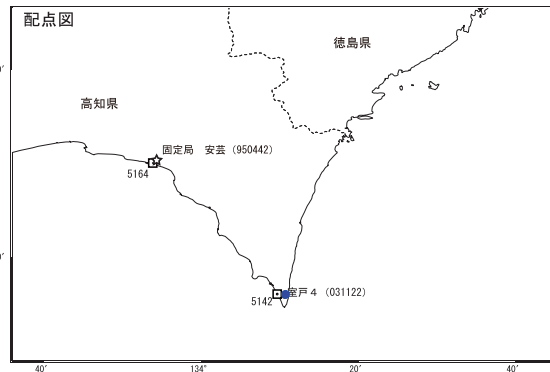 配点図
徳島県
高知県
固定局 安芸（950442）
5164
室戸４（031122）
5142
40′ 134° 20′ 40′